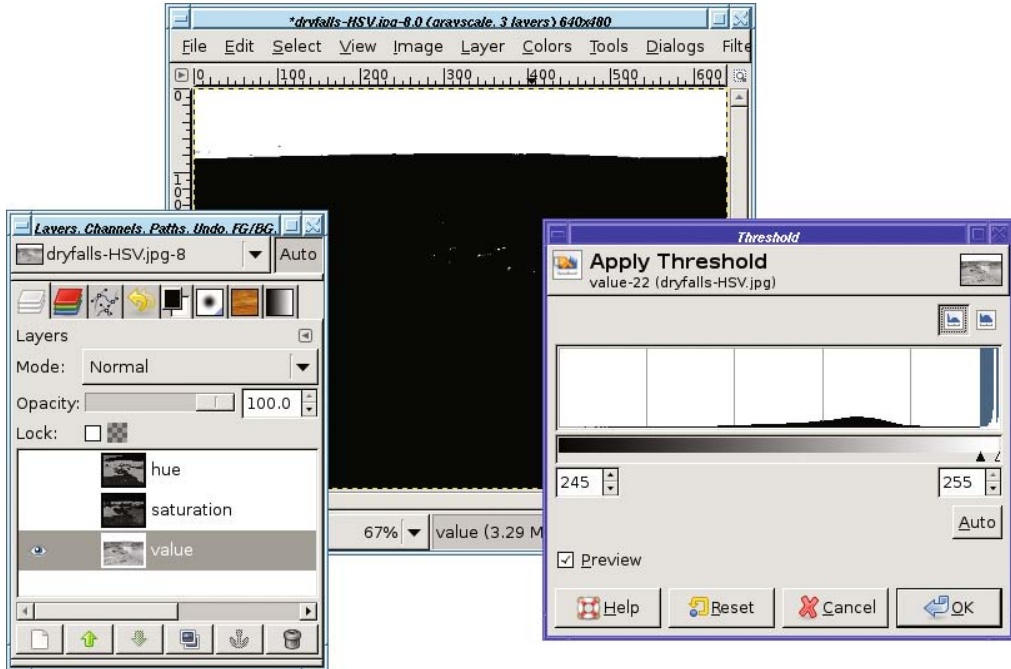 *dryfalls-HSV.jpg-8.0 (grayscale, 3 layers) 640x480
File Edit Select View Image Layer Colors Tools Dialogs Filte
0 100 200 300 400 500 600
0
100
67% value (3.29 M
Layers, Channels, Paths, Undo, FG/BG,
dryfalls-HSV.jpg-8 Auto
Layers
Mode: Normal
Opacity: 100.0
Lock:
hue
saturation
value
Threshold
Apply Threshold
value-22 (dryfalls-HSV.jpg)
245 255
Auto
Preview
Help Reset Cancel OK